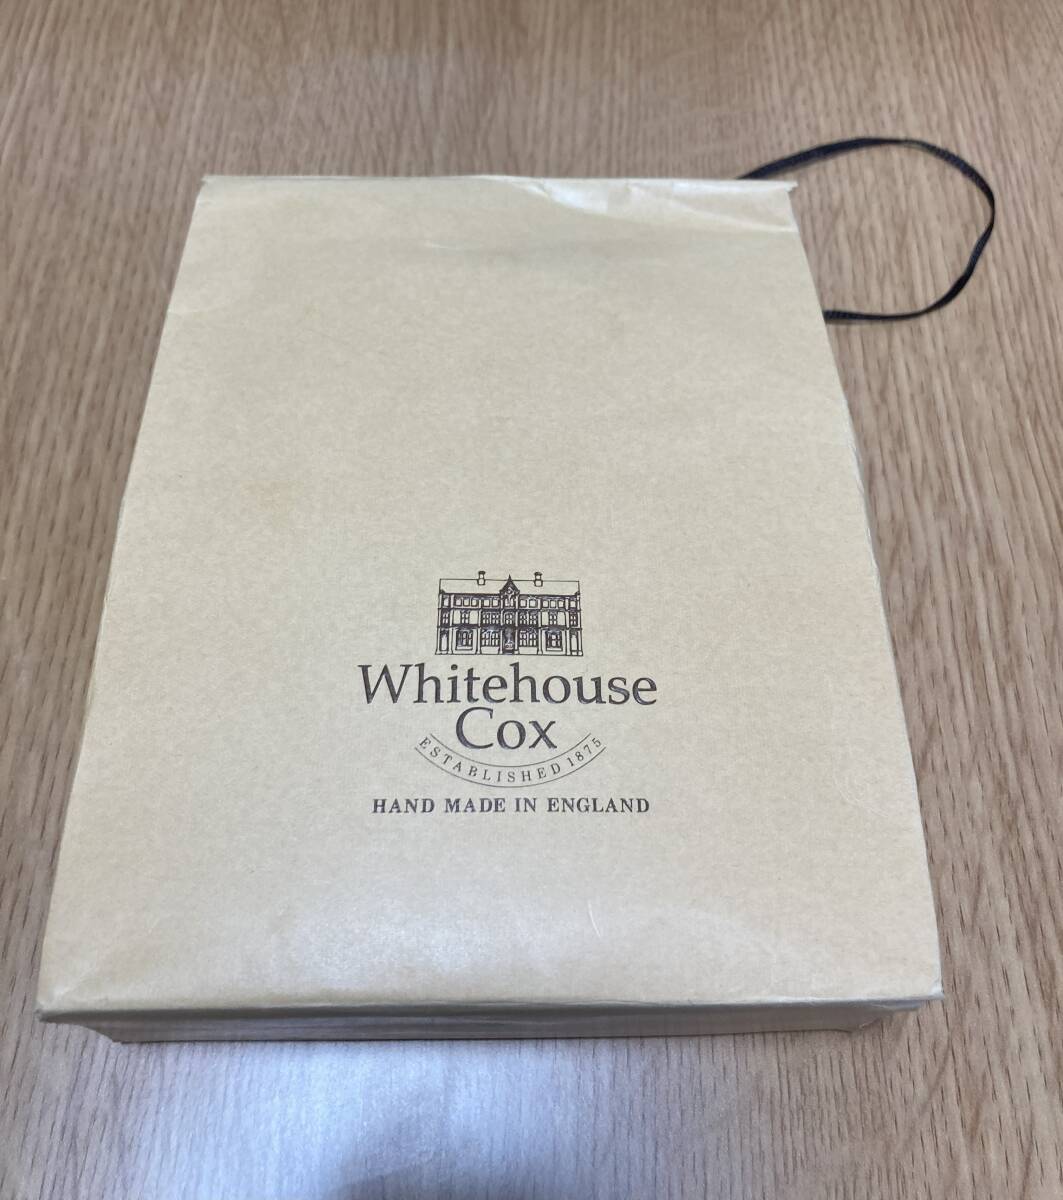 Whitehouse
Cox
ESTABLISHED 1875
HAND MADE IN ENGLAND